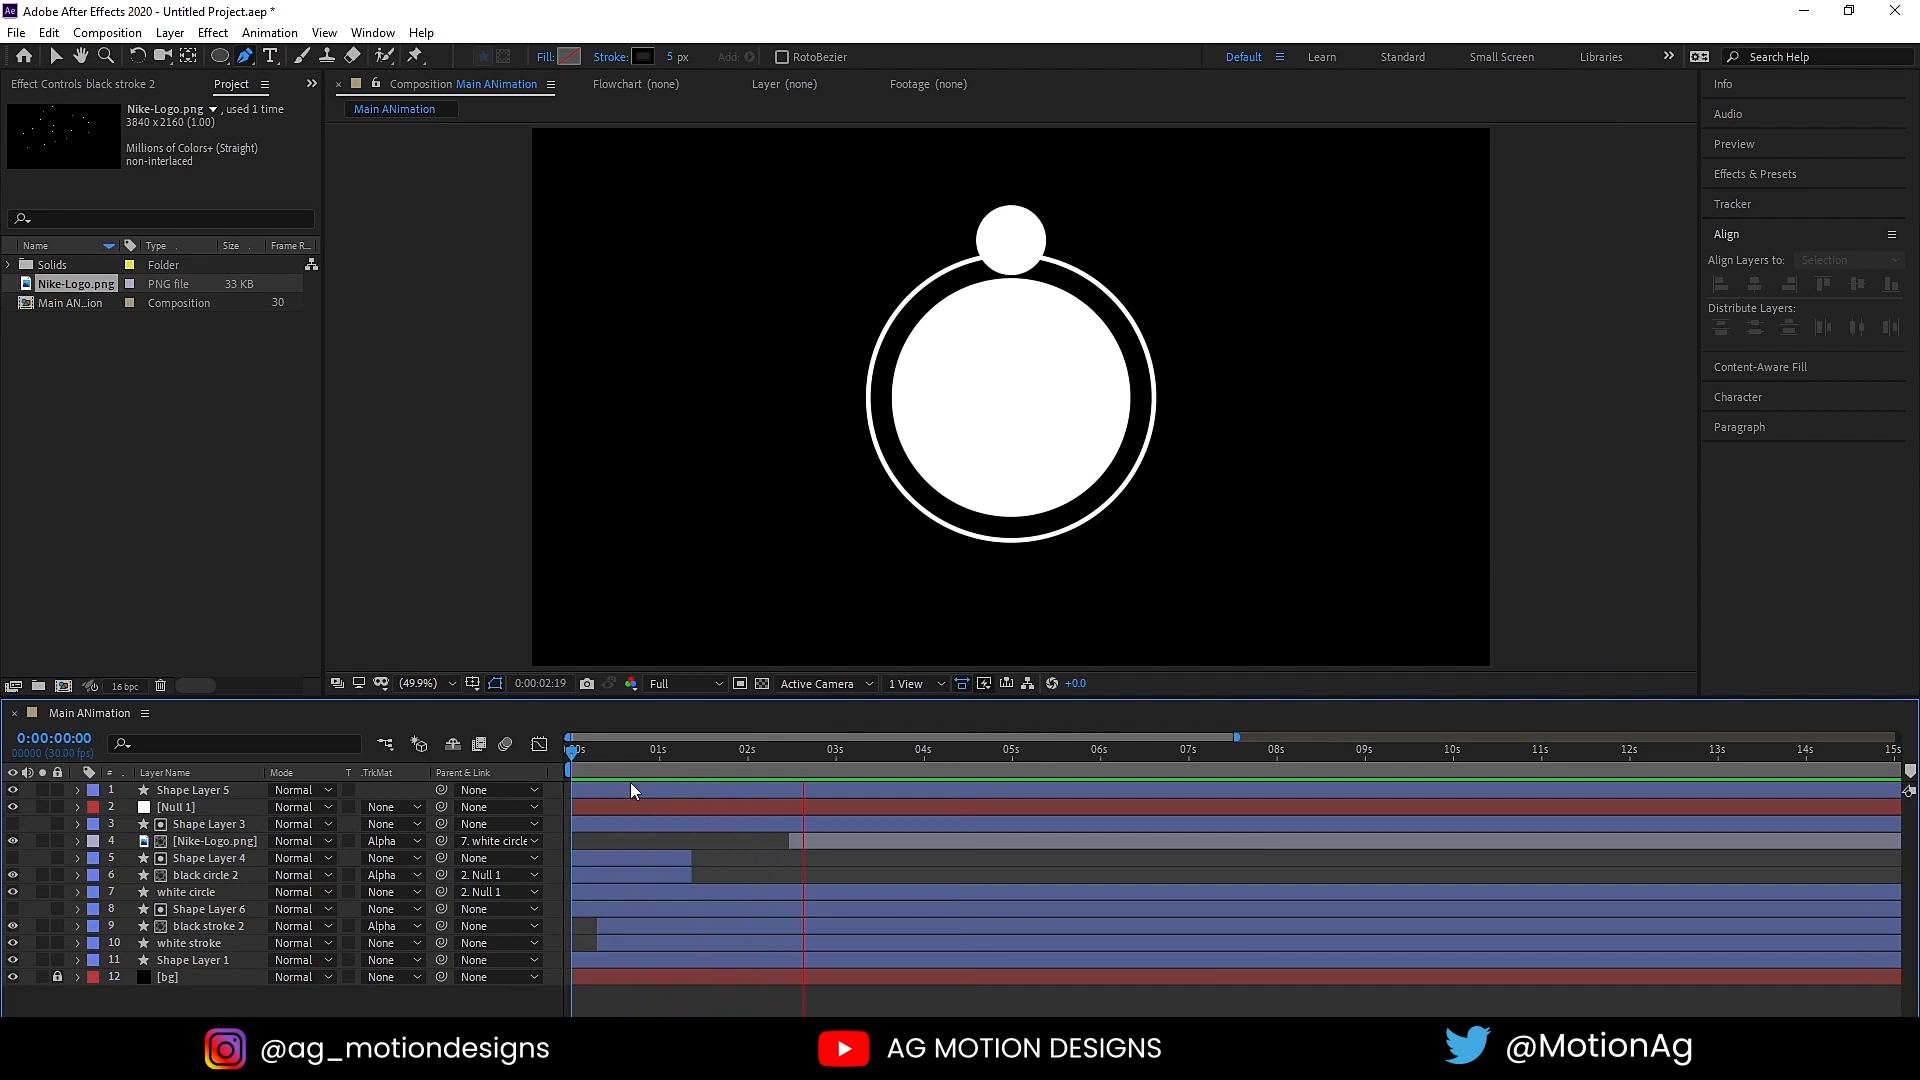 Ae Adobe After Effects 2020 - Untitled Project.aep *
File Edit Composition Layer Effect Animation View Window Help
Fill: Stroke: 5 px Add: RotoBezier Default Learn Standard Small Screen Libraries Search Help
Effect Controls black stroke 2 Project
Composition Main ANimation Flowchart (none) Layer (none) Footage (none)
Main ANimation
Nike-Logo.png , used 1 time
3840 x 2160 (1.00)
Millions of Colors+ (Straight)
non-interlaced
Name Type Size Frame R...
Solids Folder
Nike-Logo.png PNG file 33 KB
Main AN...ion Composition 30
16 bpc
Info
Audio
Preview
Effects & Presets
Tracker
Align
Align Layers to: Selection
Distribute Layers:
Content-Aware Fill
Character
Paragraph
(49.9%) 0:00:02:19 Full Active Camera 1 View +0.0
Main ANimation
0:00:00:00
00000 (30.00 fps)
:00s 01s 02s 03s 04s 05s 06s 07s 08s 09s 10s 11s 12s 13s 14s 15s
# Layer Name Mode T .TrkMat Parent & Link
1 Shape Layer 5 Normal None
2 [Null 1] Normal None None
3 Shape Layer 3 Normal None None
4 [Nike-Logo.png] Normal Alpha 7. white circle
5 Shape Layer 4 Normal None None
6 black circle 2 Normal Alpha 2. Null 1
7 white circle Normal None 2. Null 1
8 Shape Layer 6 Normal None None
9 black stroke 2 Normal Alpha None
10 white stroke Normal None None
11 Shape Layer 1 Normal None None
12 [bg] Normal None None
@ag_motiondesigns AG MOTION DESIGNS @MotionAg